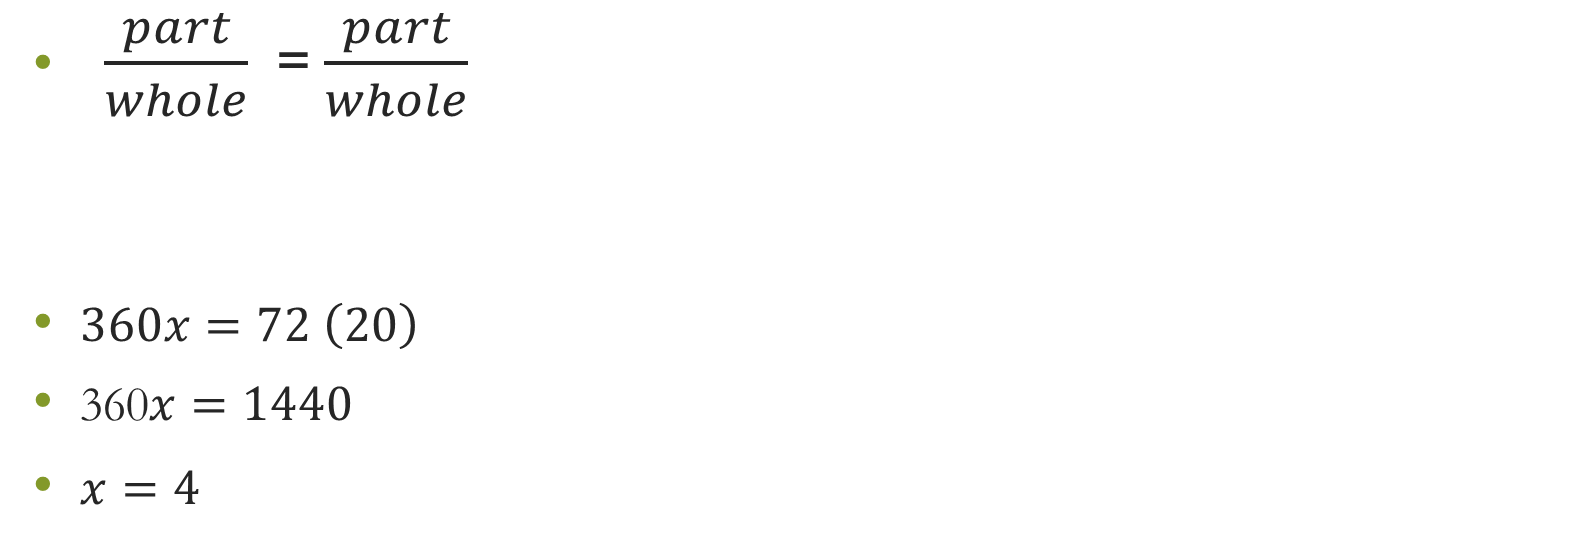 • part/whole = part/whole
• 360x = 72 (20)
• 360x = 1440
• x = 4